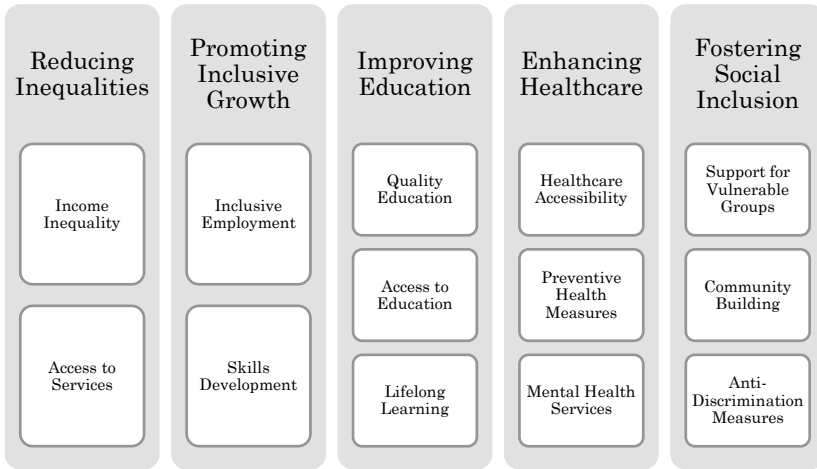 Reducing
Inequalities
Income
Inequality
Access to
Services
Promoting
Inclusive
Growth
Inclusive
Employment
Skills
Development
Improving
Education
Quality
Education
Access to
Education
Lifelong
Learning
Enhancing
Healthcare
Healthcare
Accessibility
Preventive
Health
Measures
Mental Health
Services
Fostering
Social
Inclusion
Support for
Vulnerable
Groups
Community
Building
Anti-
Discrimination
Measures